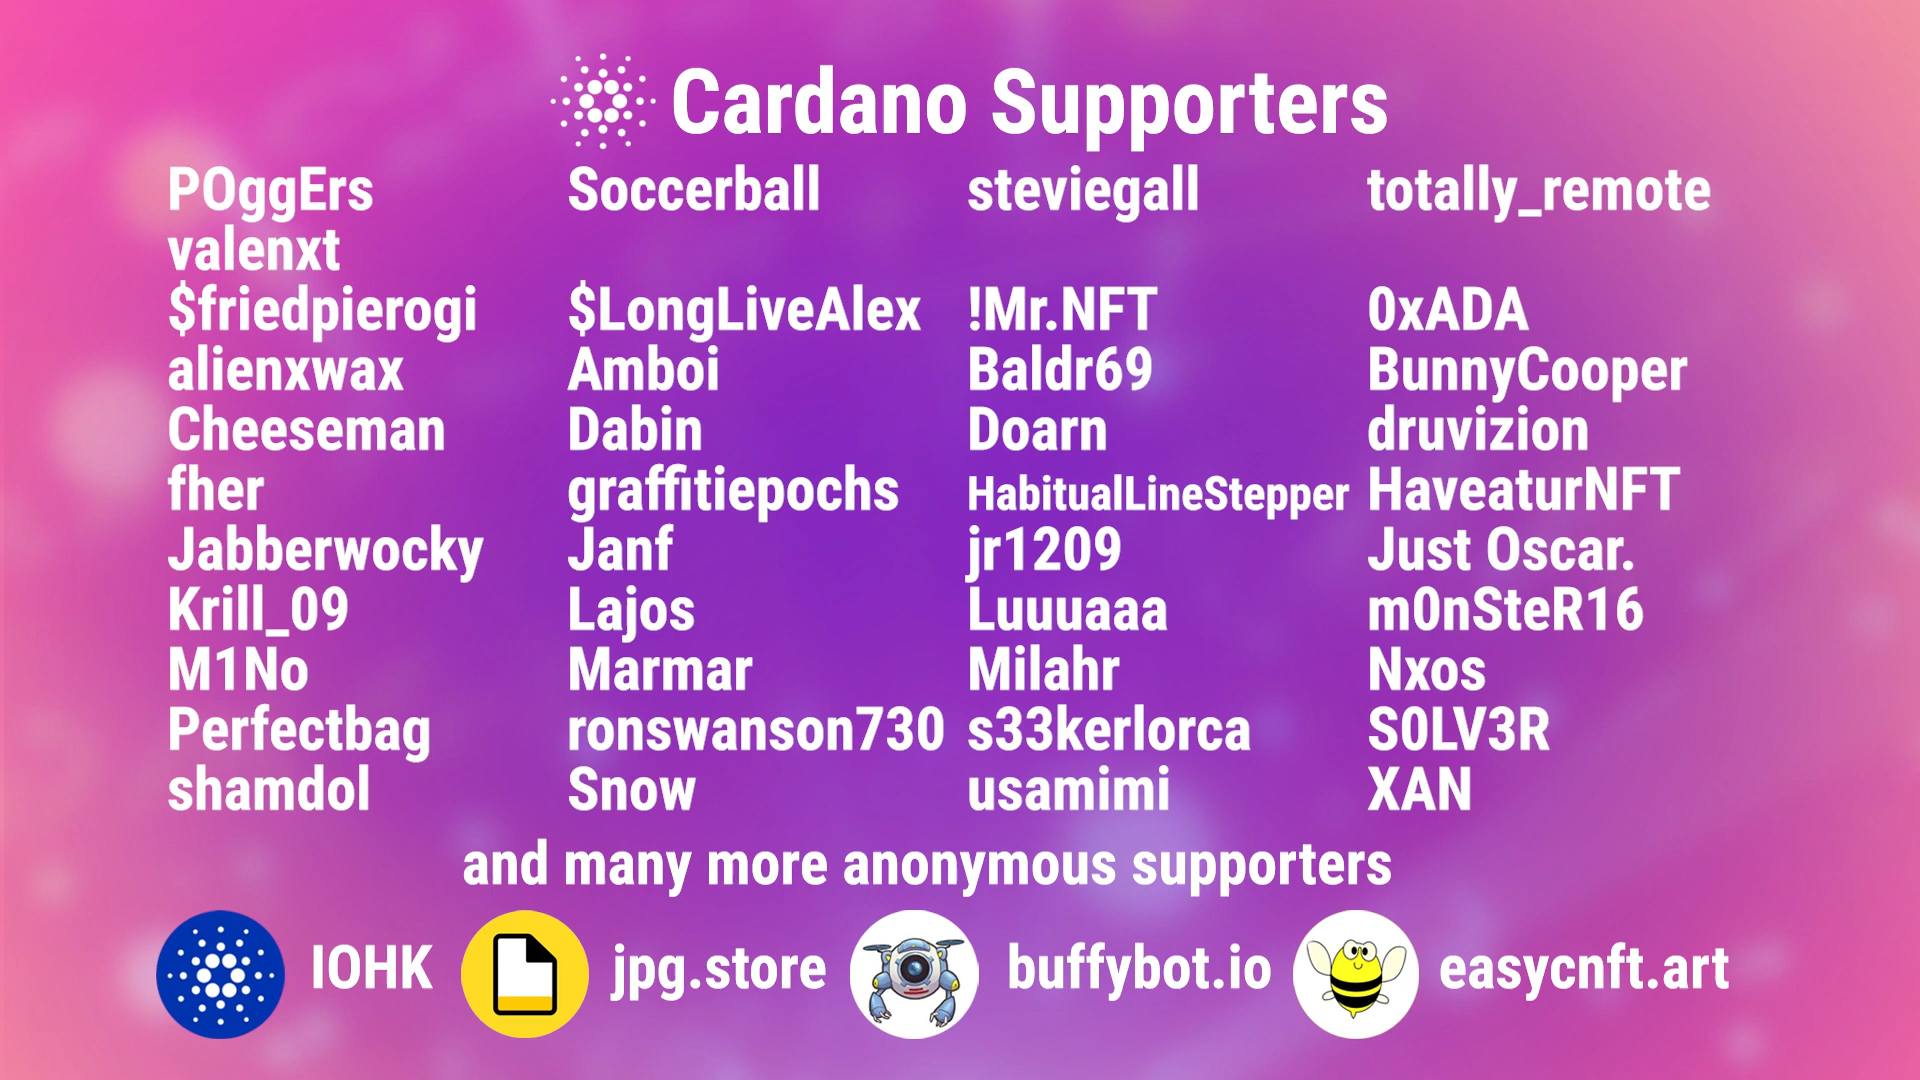 Cardano Supporters
POggErs Soccerball steviegall totally_remote
valenxt
$friedpierogi $LongLiveAlex !Mr.NFT 0xADA
alienxwax Amboi Baldr69 BunnyCooper
Cheeseman Dabin Doarn druvizion
fher graffitiepochs HabitualLineStepper HaveaturNFT
Jabberwocky Janf jr1209 Just Oscar.
Krill_09 Lajos Luuuaaa m0nSteR16
M1No Marmar Milahr Nxos
Perfectbag ronswanson730 s33kerlorca S0LV3R
shamdol Snow usamimi XAN
and many more anonymous supporters
IOHK jpg.store buffybot.io easycnft.art